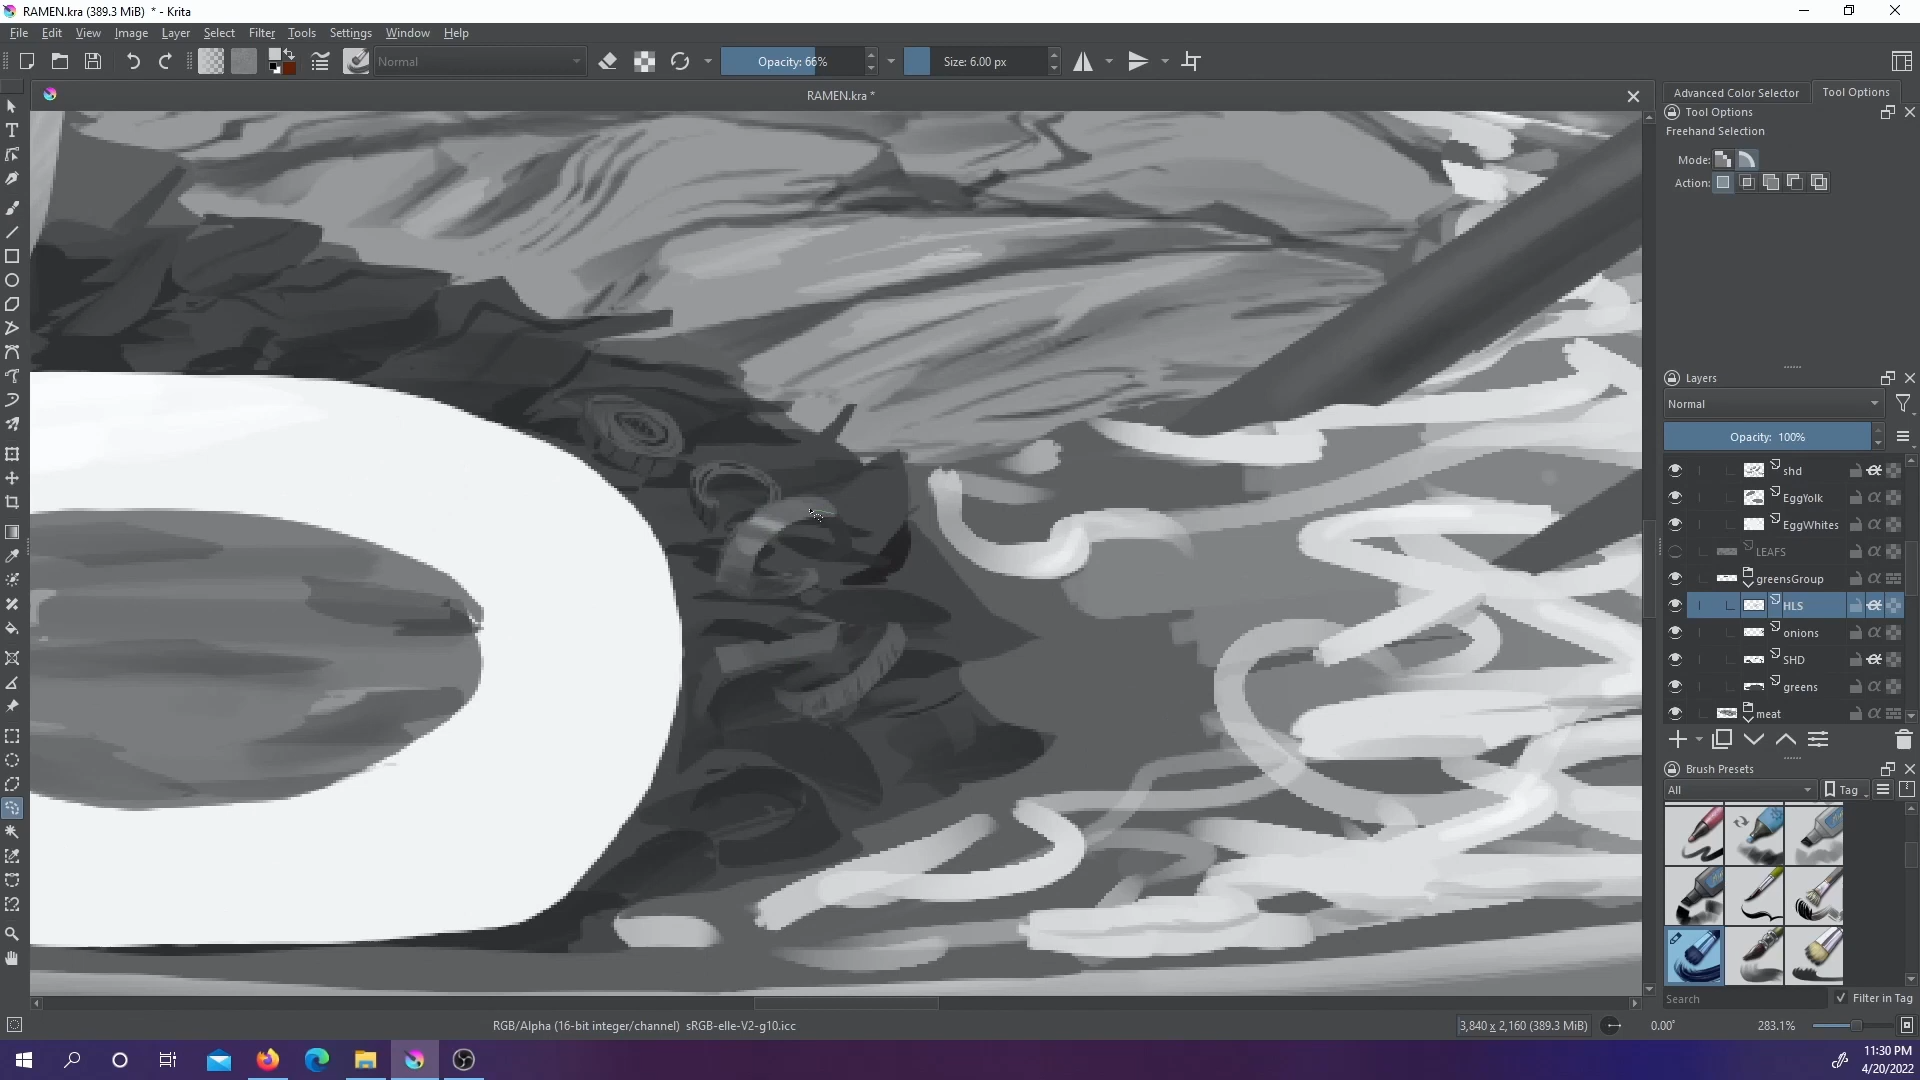 RAMEN.kra (389.3 MiB) * - Krita
File Edit View Image Layer Select Filter Tools Settings Window Help
Normal
Opacity: 66%
Size: 6.00 px
RAMEN.kra *
Advanced Color Selector
Tool Options
Tool Options
Freehand Selection
Mode:
Action:
Layers
Normal
Opacity: 100%
shd
EggYolk
EggWhites
LEAFS
greensGroup
HLS
onions
SHD
greens
meat
Brush Presets
All
Tag
Search
Filter in Tag
RGB/Alpha (16-bit integer/channel) sRGB-elle-V2-g10.icc
3,840 x 2,160 (389.3 MiB)
0.00°
283.1%
11:30 PM
4/20/2022